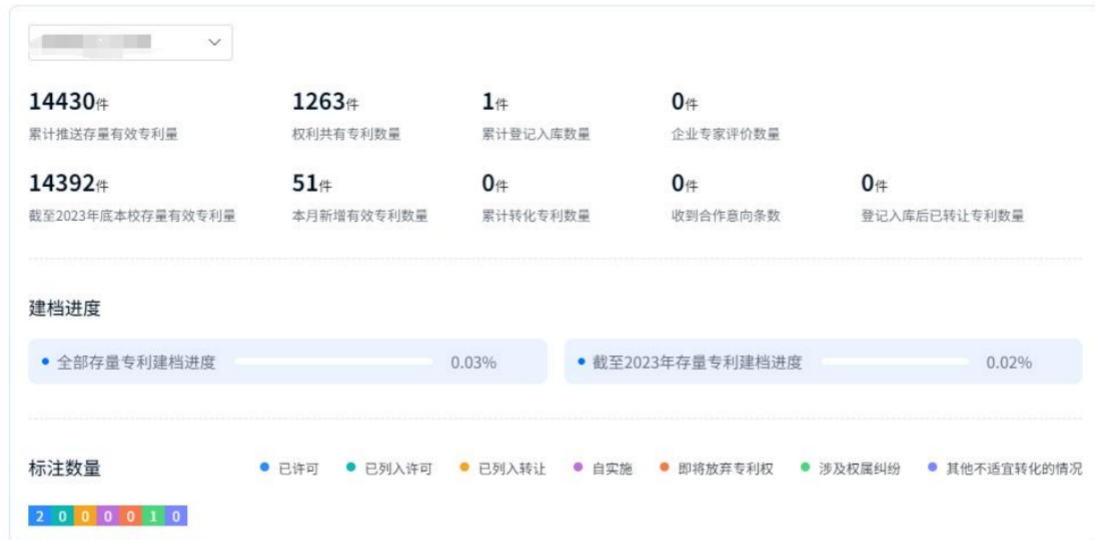 14430件 1263件 1件 0件
累计推送存量有效专利量 权利共有专利数量 累计登记入库数量 企业专家评价数量
14392件 51件 0件 0件 0件
截至2023年底本校存量有效专利量 本月新增有效专利数量 累计转化专利数量 收到合作意向条数 登记入库后已转让专利数量
建档进度
全部存量专利建档进度 0.03% 截至2023年存量专利建档进度 0.02%
标注数量 已许可 已列入许可 已列入转让 自实施 即将放弃专利权 涉及权属纠纷 其他不适宜转化的情况
2 0 0 0 0 1 0